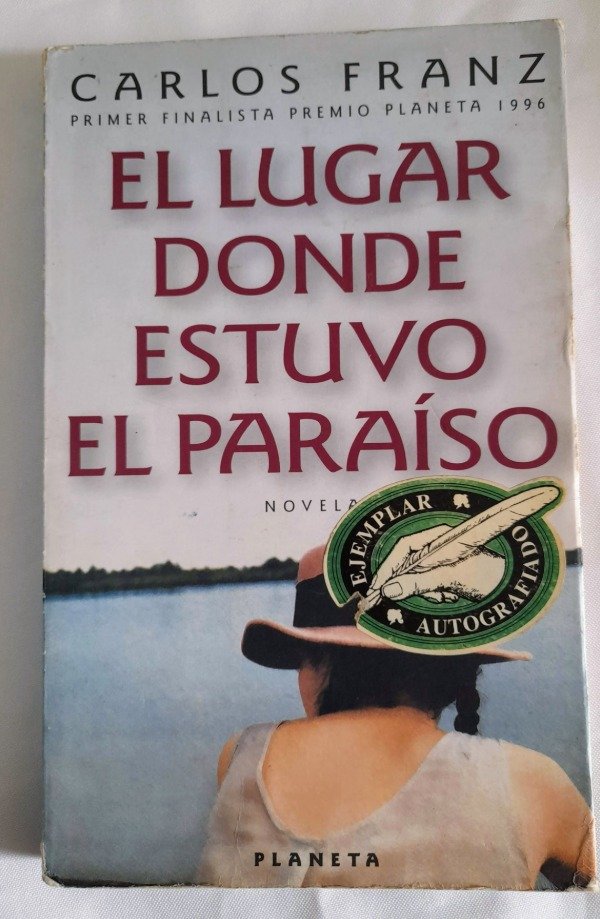 CARLOS FRANZ
PRIMER FINALISTA PREMIO PLANETA 1996
EL LUGAR
DONDE
ESTUVO
EL PARAÍSO
NOVELA
EJEMPLAR
AUTOGRAFIADO
PLANETA